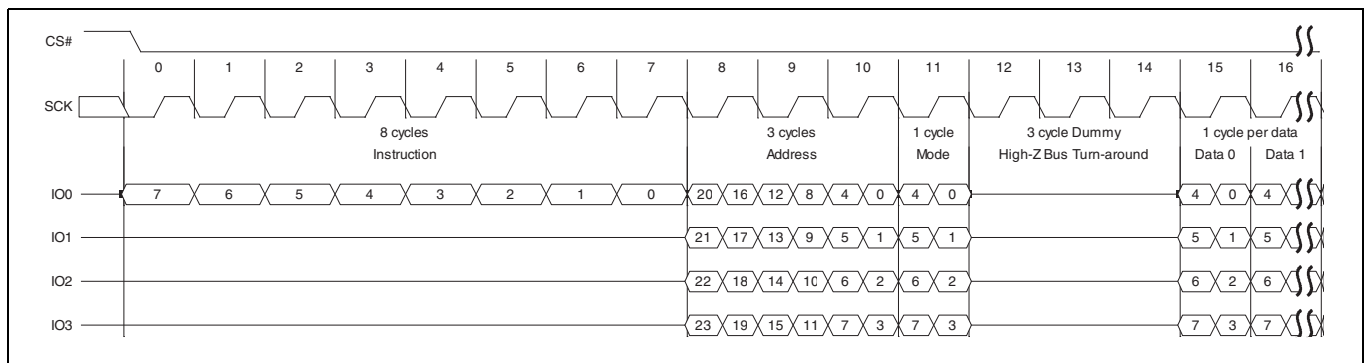 CS#
0 1 2 3 4 5 6 7 8 9 10 11 12 13 14 15 16
SCK
8 cycles 3 cycles 1 cycle 3 cycle Dummy 1 cycle per data
Instruction Address Mode High-Z Bus Turn-around Data 0 Data 1
IO0 7 6 5 4 3 2 1 0 20 16 12 8 4 0 4 0 4 0 4
IO1 21 17 13 9 5 1 5 1 5 1 5
IO2 22 18 14 10 6 2 6 2 6 2 6
IO3 23 19 15 11 7 3 7 3 7 3 7